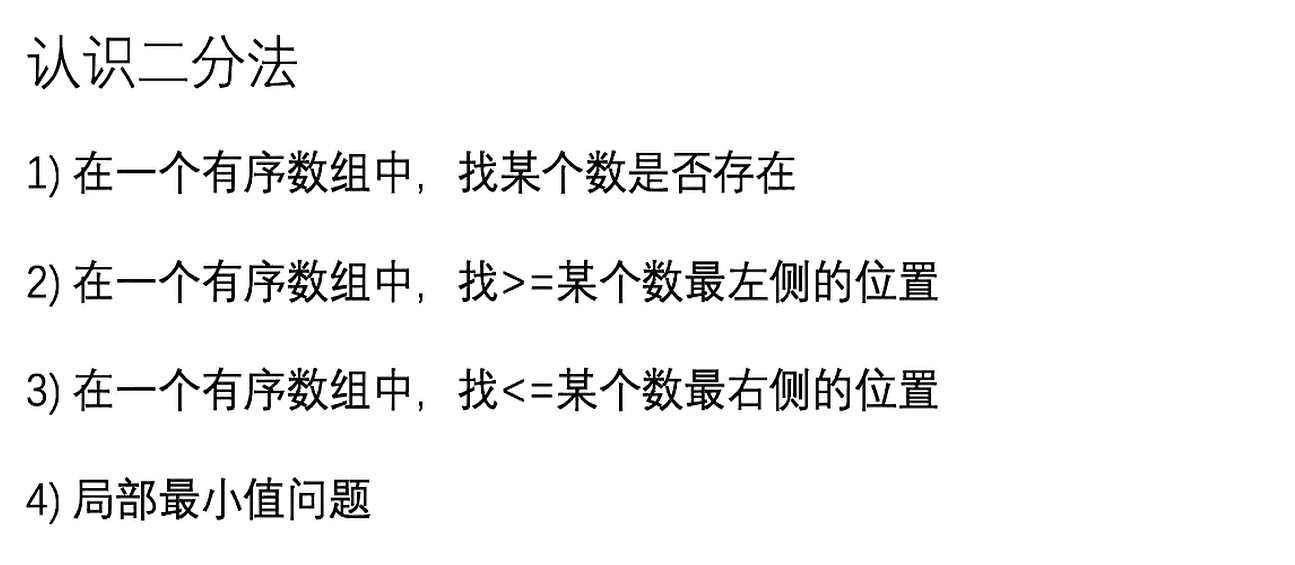 认识二分法
1) 在一个有序数组中，找某个数是否存在
2) 在一个有序数组中，找>=某个数最左侧的位置
3) 在一个有序数组中，找<=某个数最右侧的位置
4) 局部最小值问题